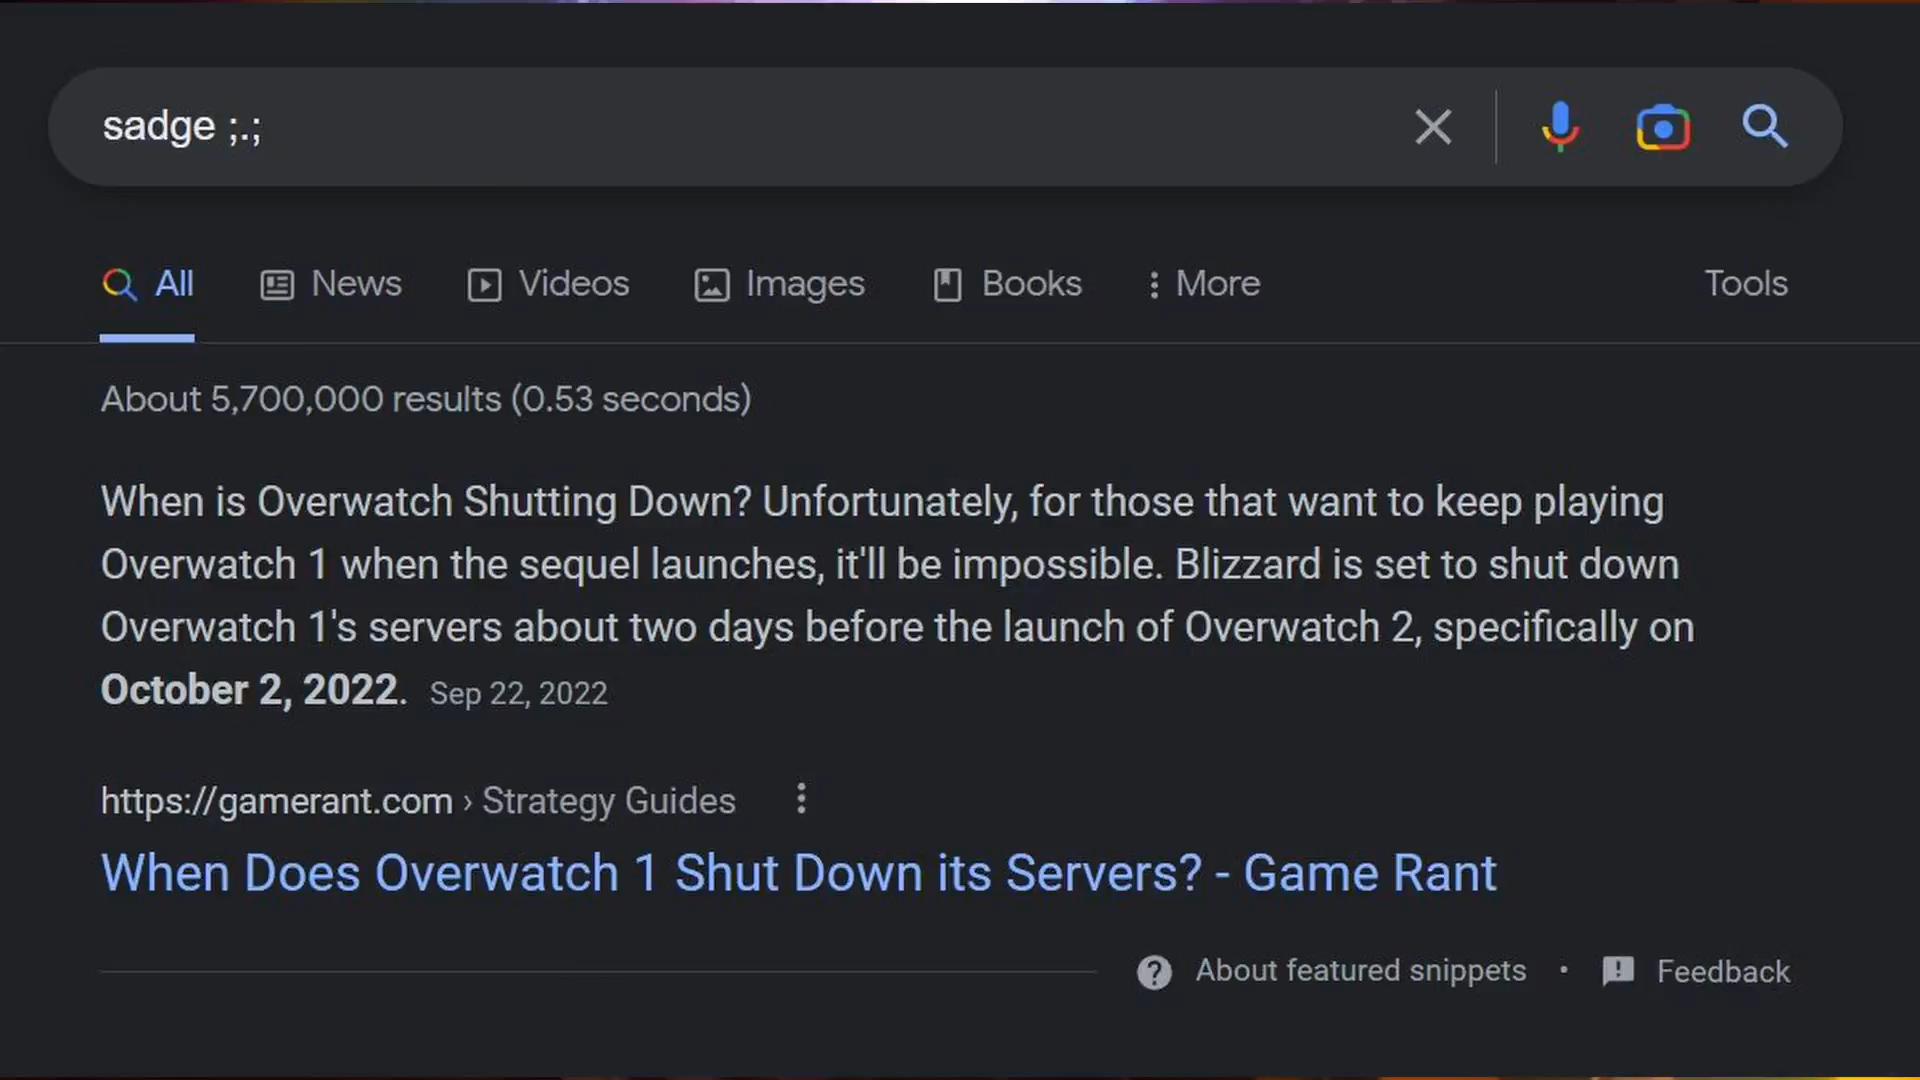 sadge ;.;
All News Videos Images Books More Tools
About 5,700,000 results (0.53 seconds)
When is Overwatch Shutting Down? Unfortunately, for those that want to keep playing
Overwatch 1 when the sequel launches, it'll be impossible. Blizzard is set to shut down
Overwatch 1's servers about two days before the launch of Overwatch 2, specifically on
October 2, 2022. Sep 22, 2022
https://gamerant.com › Strategy Guides
When Does Overwatch 1 Shut Down its Servers? - Game Rant
About featured snippets • Feedback